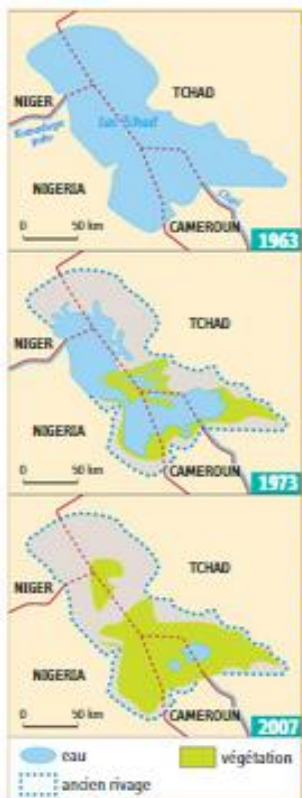 NIGER
TCHAD
Lac Tchad
NIGERIA
Chari
CAMEROUN
0 50 km
1963
NIGER
TCHAD
NIGERIA
0 50 km
CAMEROUN
1973
NIGER
TCHAD
NIGERIA
0 50 km
CAMEROUN
2007
eau
végétation
ancien rivage